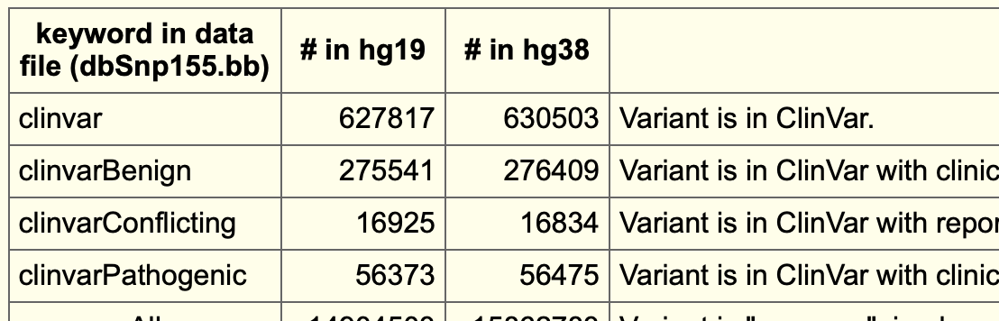 keyword in data
file (dbSnp155.bb) # in hg19 # in hg38
clinvar 627817 630503 Variant is in ClinVar.
clinvarBenign 275541 276409 Variant is in ClinVar with clinic
clinvarConflicting 16925 16834 Variant is in ClinVar with repor
clinvarPathogenic 56373 56475 Variant is in ClinVar with clinic